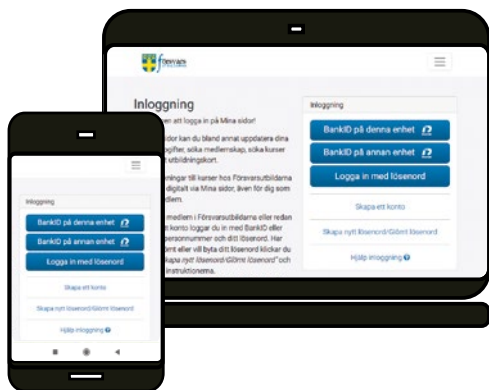 Försvars
Inloggning
en att logga in på Mina sidor!
sidor kan du bland annat uppdatera dina
söka medlemskap, söka kurser
utbildningskort.
ningar till kurser hos Försvarsutbildarna
digitalt via Mina sidor, även för dig som
medlem i Försvarsutbildarna eller redan
konto loggar du in med BankID eller
personnummer och ditt lösenord. Har
eller vill byta ditt lösenord klickar du
skapa nytt lösenord/Glömt lösenord" och
instruktionerna.
Inloggning
BankID på denna enhet
BankID på annan enhet
Logga in med lösenord
Skapa ett konto
Skapa nytt lösenord/Glömt lösenord
Hjälp inloggning
Inloggning
BankID på denna enhet
BankID på annan enhet
Logga in med lösenord
Skapa ett konto
Skapa nytt lösenord/Glömt lösenord
Hjälp inloggning